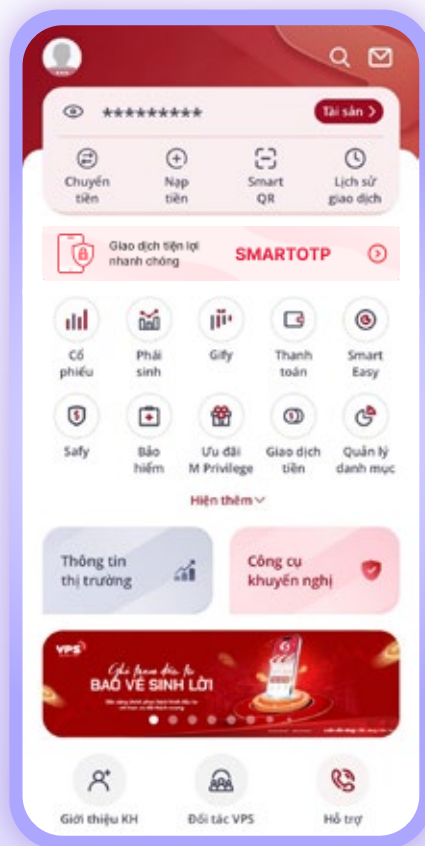 *********
Tài sản >
Chuyển tiền
Nạp tiền
Smart QR
Lịch sử giao dịch
Giao dịch tiện lợi
nhanh chóng
SMARTOTP
Cổ phiếu
Phái sinh
Gify
Thanh toán
Smart Easy
Safy
Bảo hiểm
Ưu đãi M Privilege
Giao dịch tiền
Quản lý danh mục
Hiện thêm
Thông tin
thị trường
Công cụ
khuyến nghị
VPS
BẢO VỆ SINH LỜI
Giới thiệu KH
Đối tác VPS
Hỗ trợ